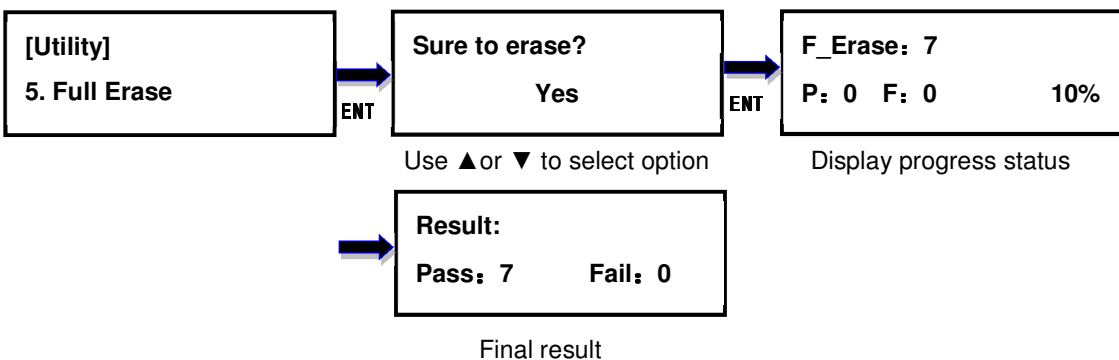 [Utility]
5. Full Erase
ENT
Sure to erase?
Yes
Use ▲or ▼ to select option
ENT
F_Erase：7
P：0 F：0 10%
Display progress status
Result:
Pass：7 Fail：0
Final result